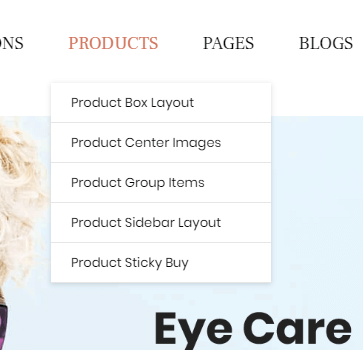 PRODUCTS PAGES BLOGS
Product Box Layout
Product Center Images
Product Group Items
Product Sidebar Layout
Product Sticky Buy
Eye Care